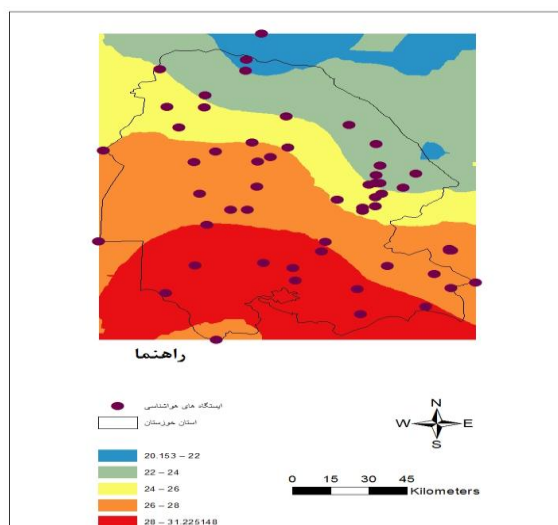 راهنما
ایستگاه های هواشناسی
استان خوزستان
20.153 – 22
22 – 24
24 – 26
26 – 28
28 – 31.225148
N
W E
S
0 15 30 45
Kilometers